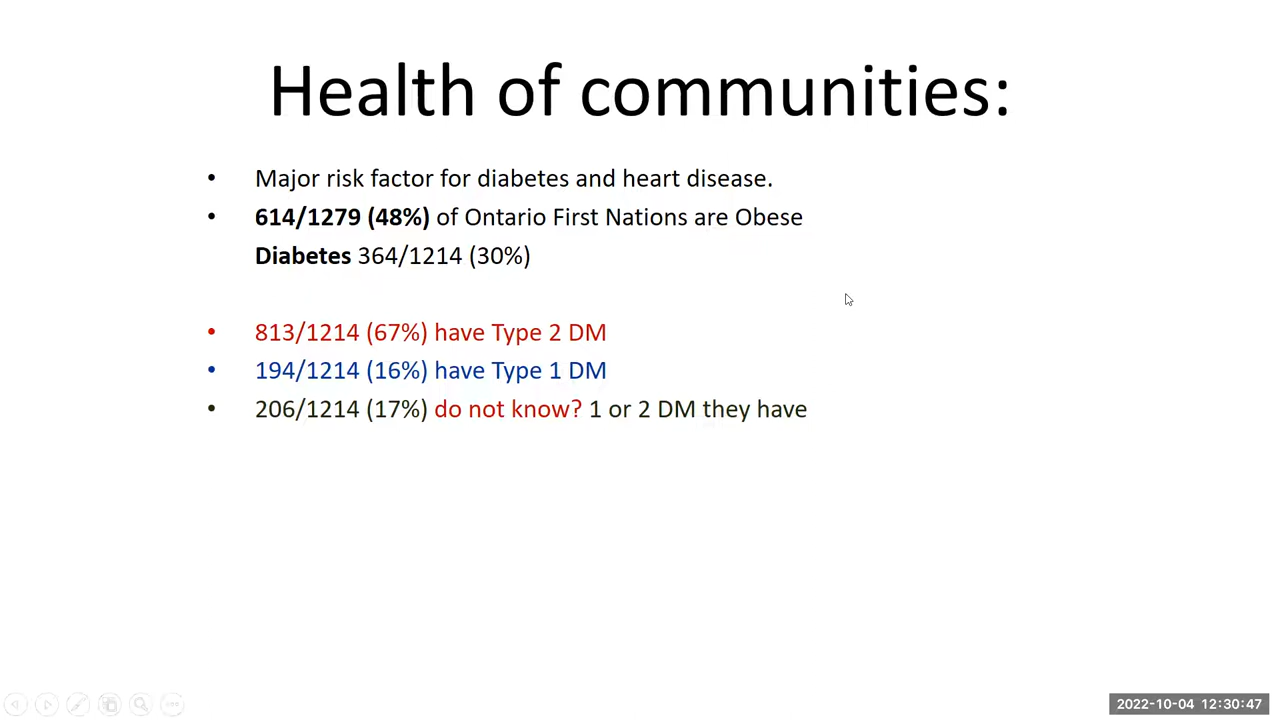 Health of communities:
• Major risk factor for diabetes and heart disease.
• 614/1279 (48%) of Ontario First Nations are Obese
Diabetes 364/1214 (30%)
• 813/1214 (67%) have Type 2 DM
• 194/1214 (16%) have Type 1 DM
• 206/1214 (17%) do not know? 1 or 2 DM they have
2022-10-04 12:30:47